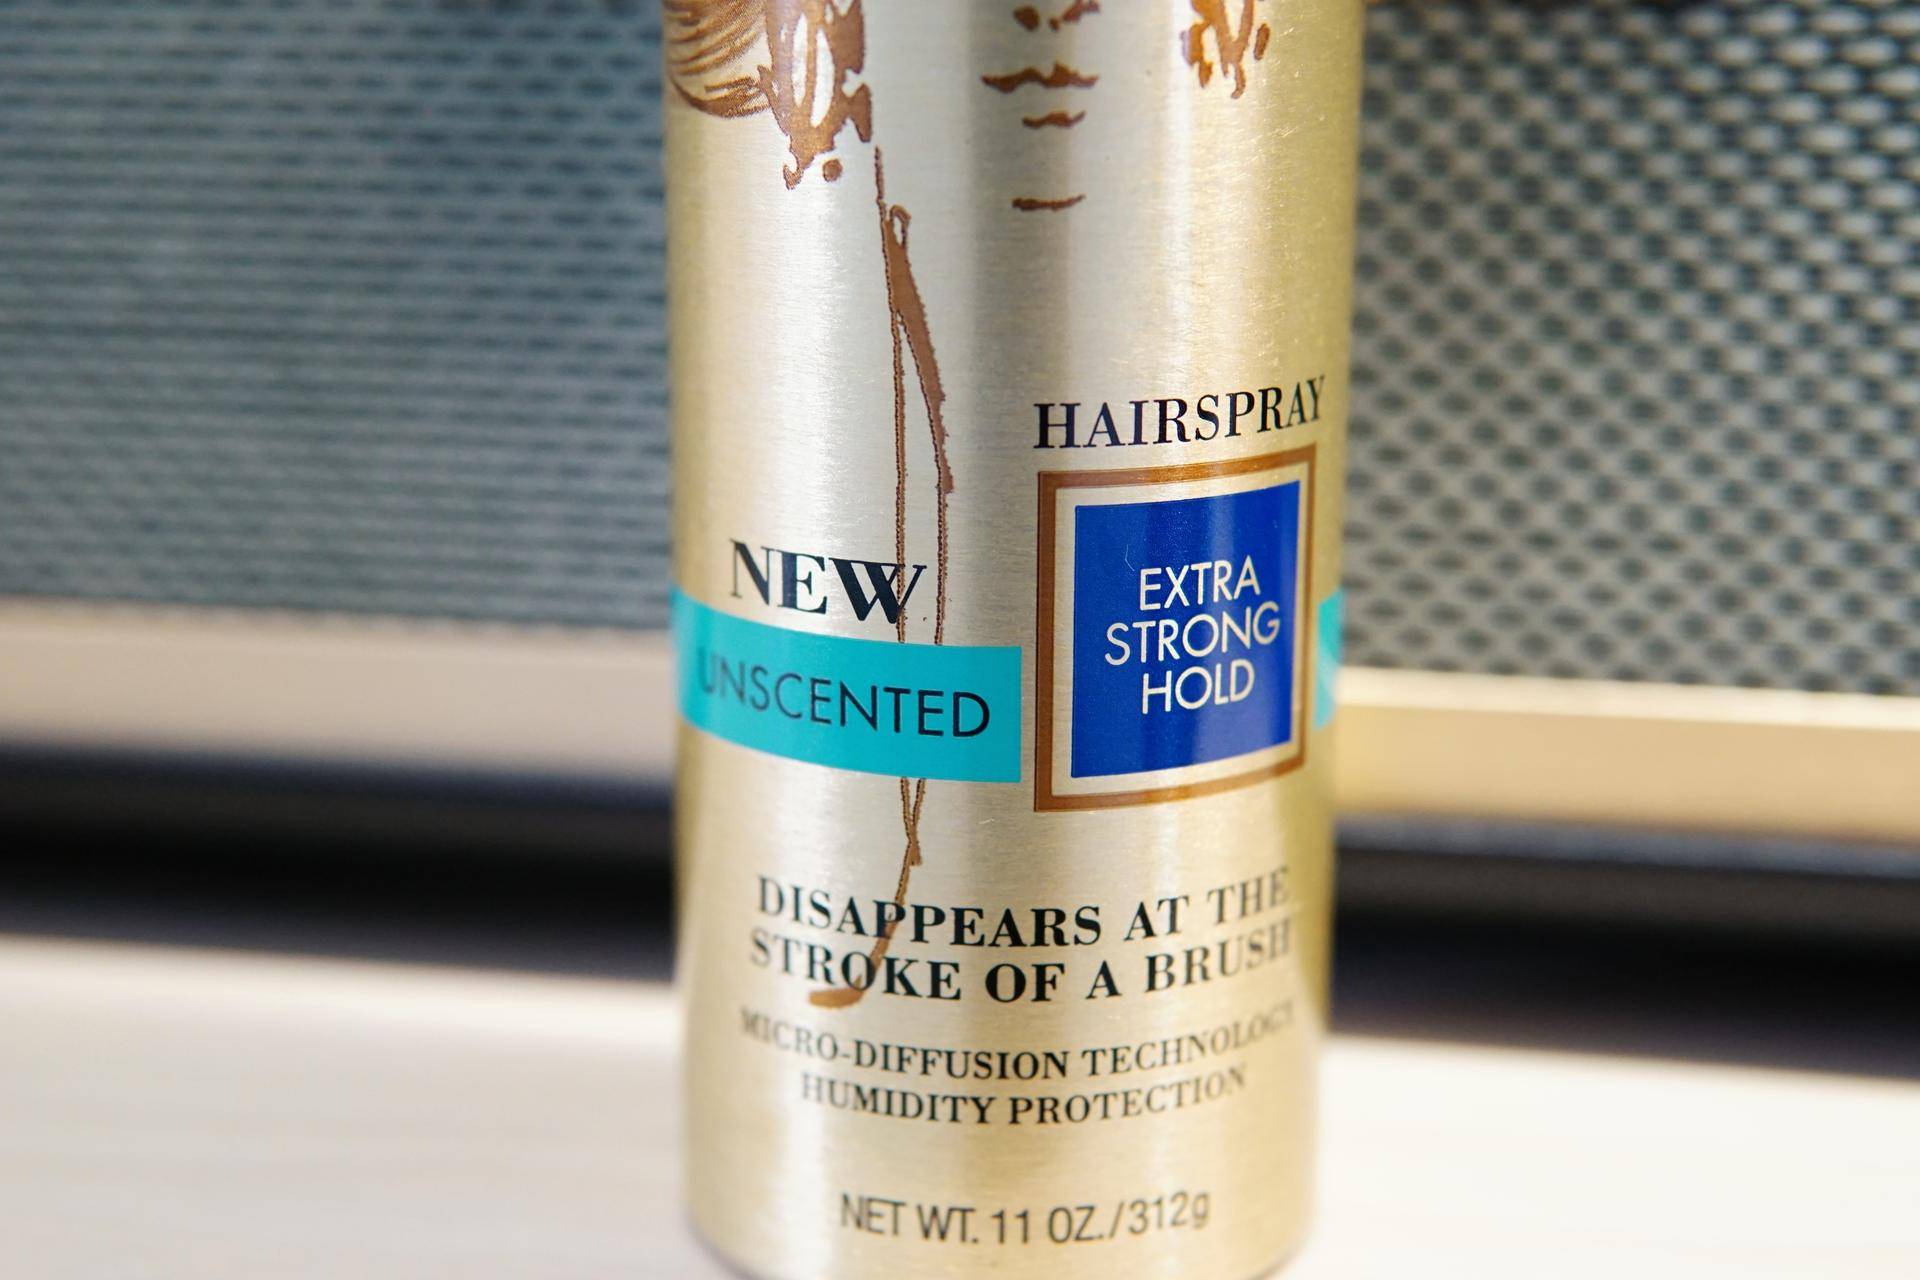 HAIRSPRAY
EXTRA
STRONG
HOLD
NEW
UNSCENTED
DISAPPEARS AT THE
STROKE OF A BRUSH
MICRO-DIFFUSION TECHNOLOGY
HUMIDITY PROTECTION
NET WT. 11 OZ./312g